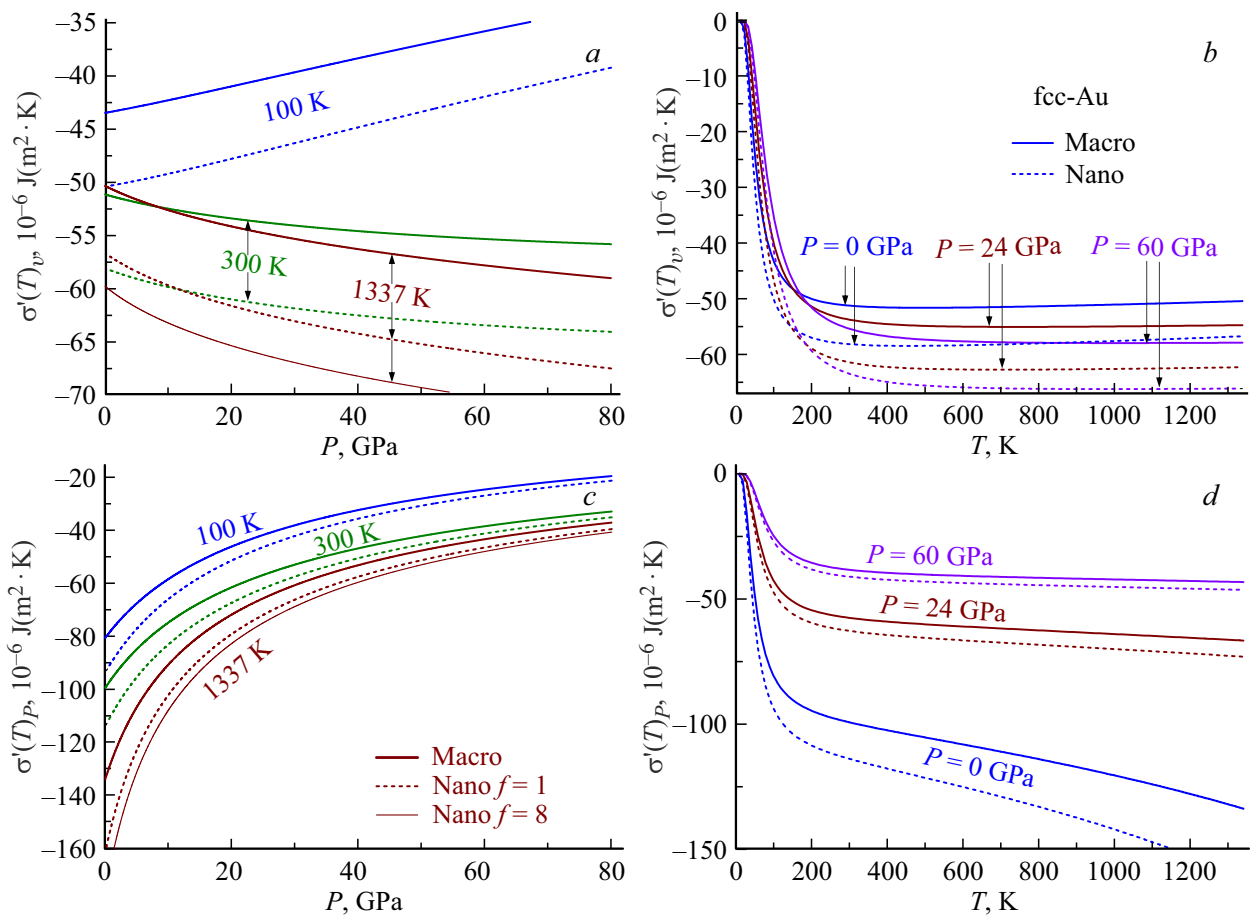 a
–35
–40
–45
–50
–55
–60
–65
–70
σ'(T)v, 10⁻⁶ J(m² · K)
100 K
300 K
1337 K
0 20 40 60 80
P, GPa
b
0
–10
–20
–30
–40
–50
–60
σ'(T)v, 10⁻⁶ J(m² · K)
fcc-Au
Macro
Nano
P = 0 GPa P = 24 GPa P = 60 GPa
0 200 400 600 800 1000 1200
T, K
c
–20
–40
–60
–80
–100
–120
–140
–160
σ'(T)P, 10⁻⁶ J(m² · K)
100 K
300 K
1337 K
Macro
Nano f = 1
Nano f = 8
0 20 40 60 80
P, GPa
d
0
–50
–100
–150
σ'(T)P, 10⁻⁶ J(m² · K)
P = 60 GPa
P = 24 GPa
P = 0 GPa
0 200 400 600 800 1000 1200
T, K